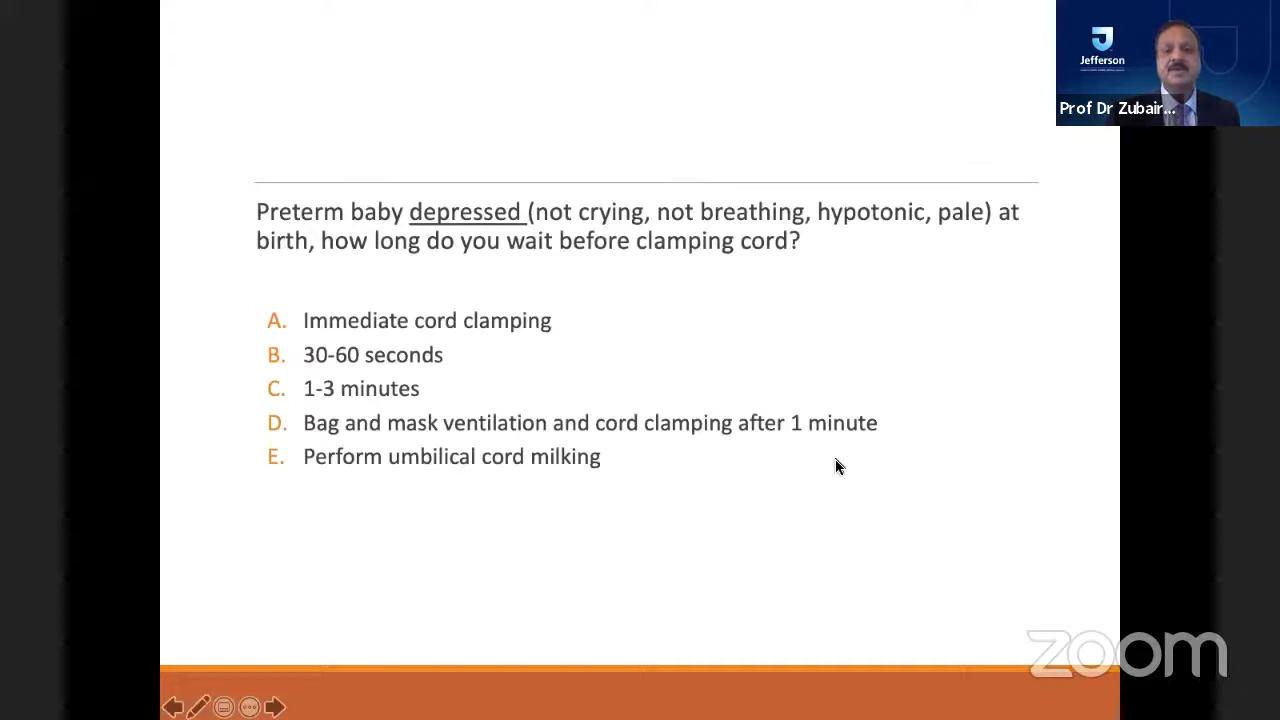 Jefferson
Prof Dr Zubair...
Preterm baby depressed (not crying, not breathing, hypotonic, pale) at
birth, how long do you wait before clamping cord?
A. Immediate cord clamping
B. 30-60 seconds
C. 1-3 minutes
D. Bag and mask ventilation and cord clamping after 1 minute
E. Perform umbilical cord milking
zoom